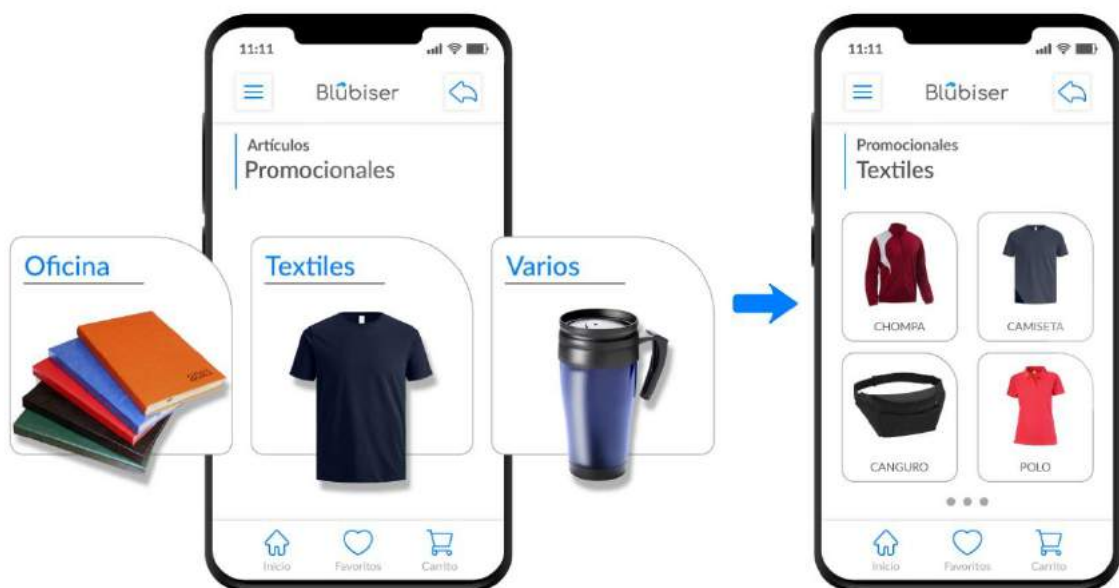 11:11
Blūbiser
Artículos
Promocionales
Oficina
Textiles
Varios
Inicio
Favoritos
Carrito
11:11
Blūbiser
Promocionales
Textiles
CHOMPA
CAMISETA
CANGURO
POLO
Inicio
Favoritos
Carrito